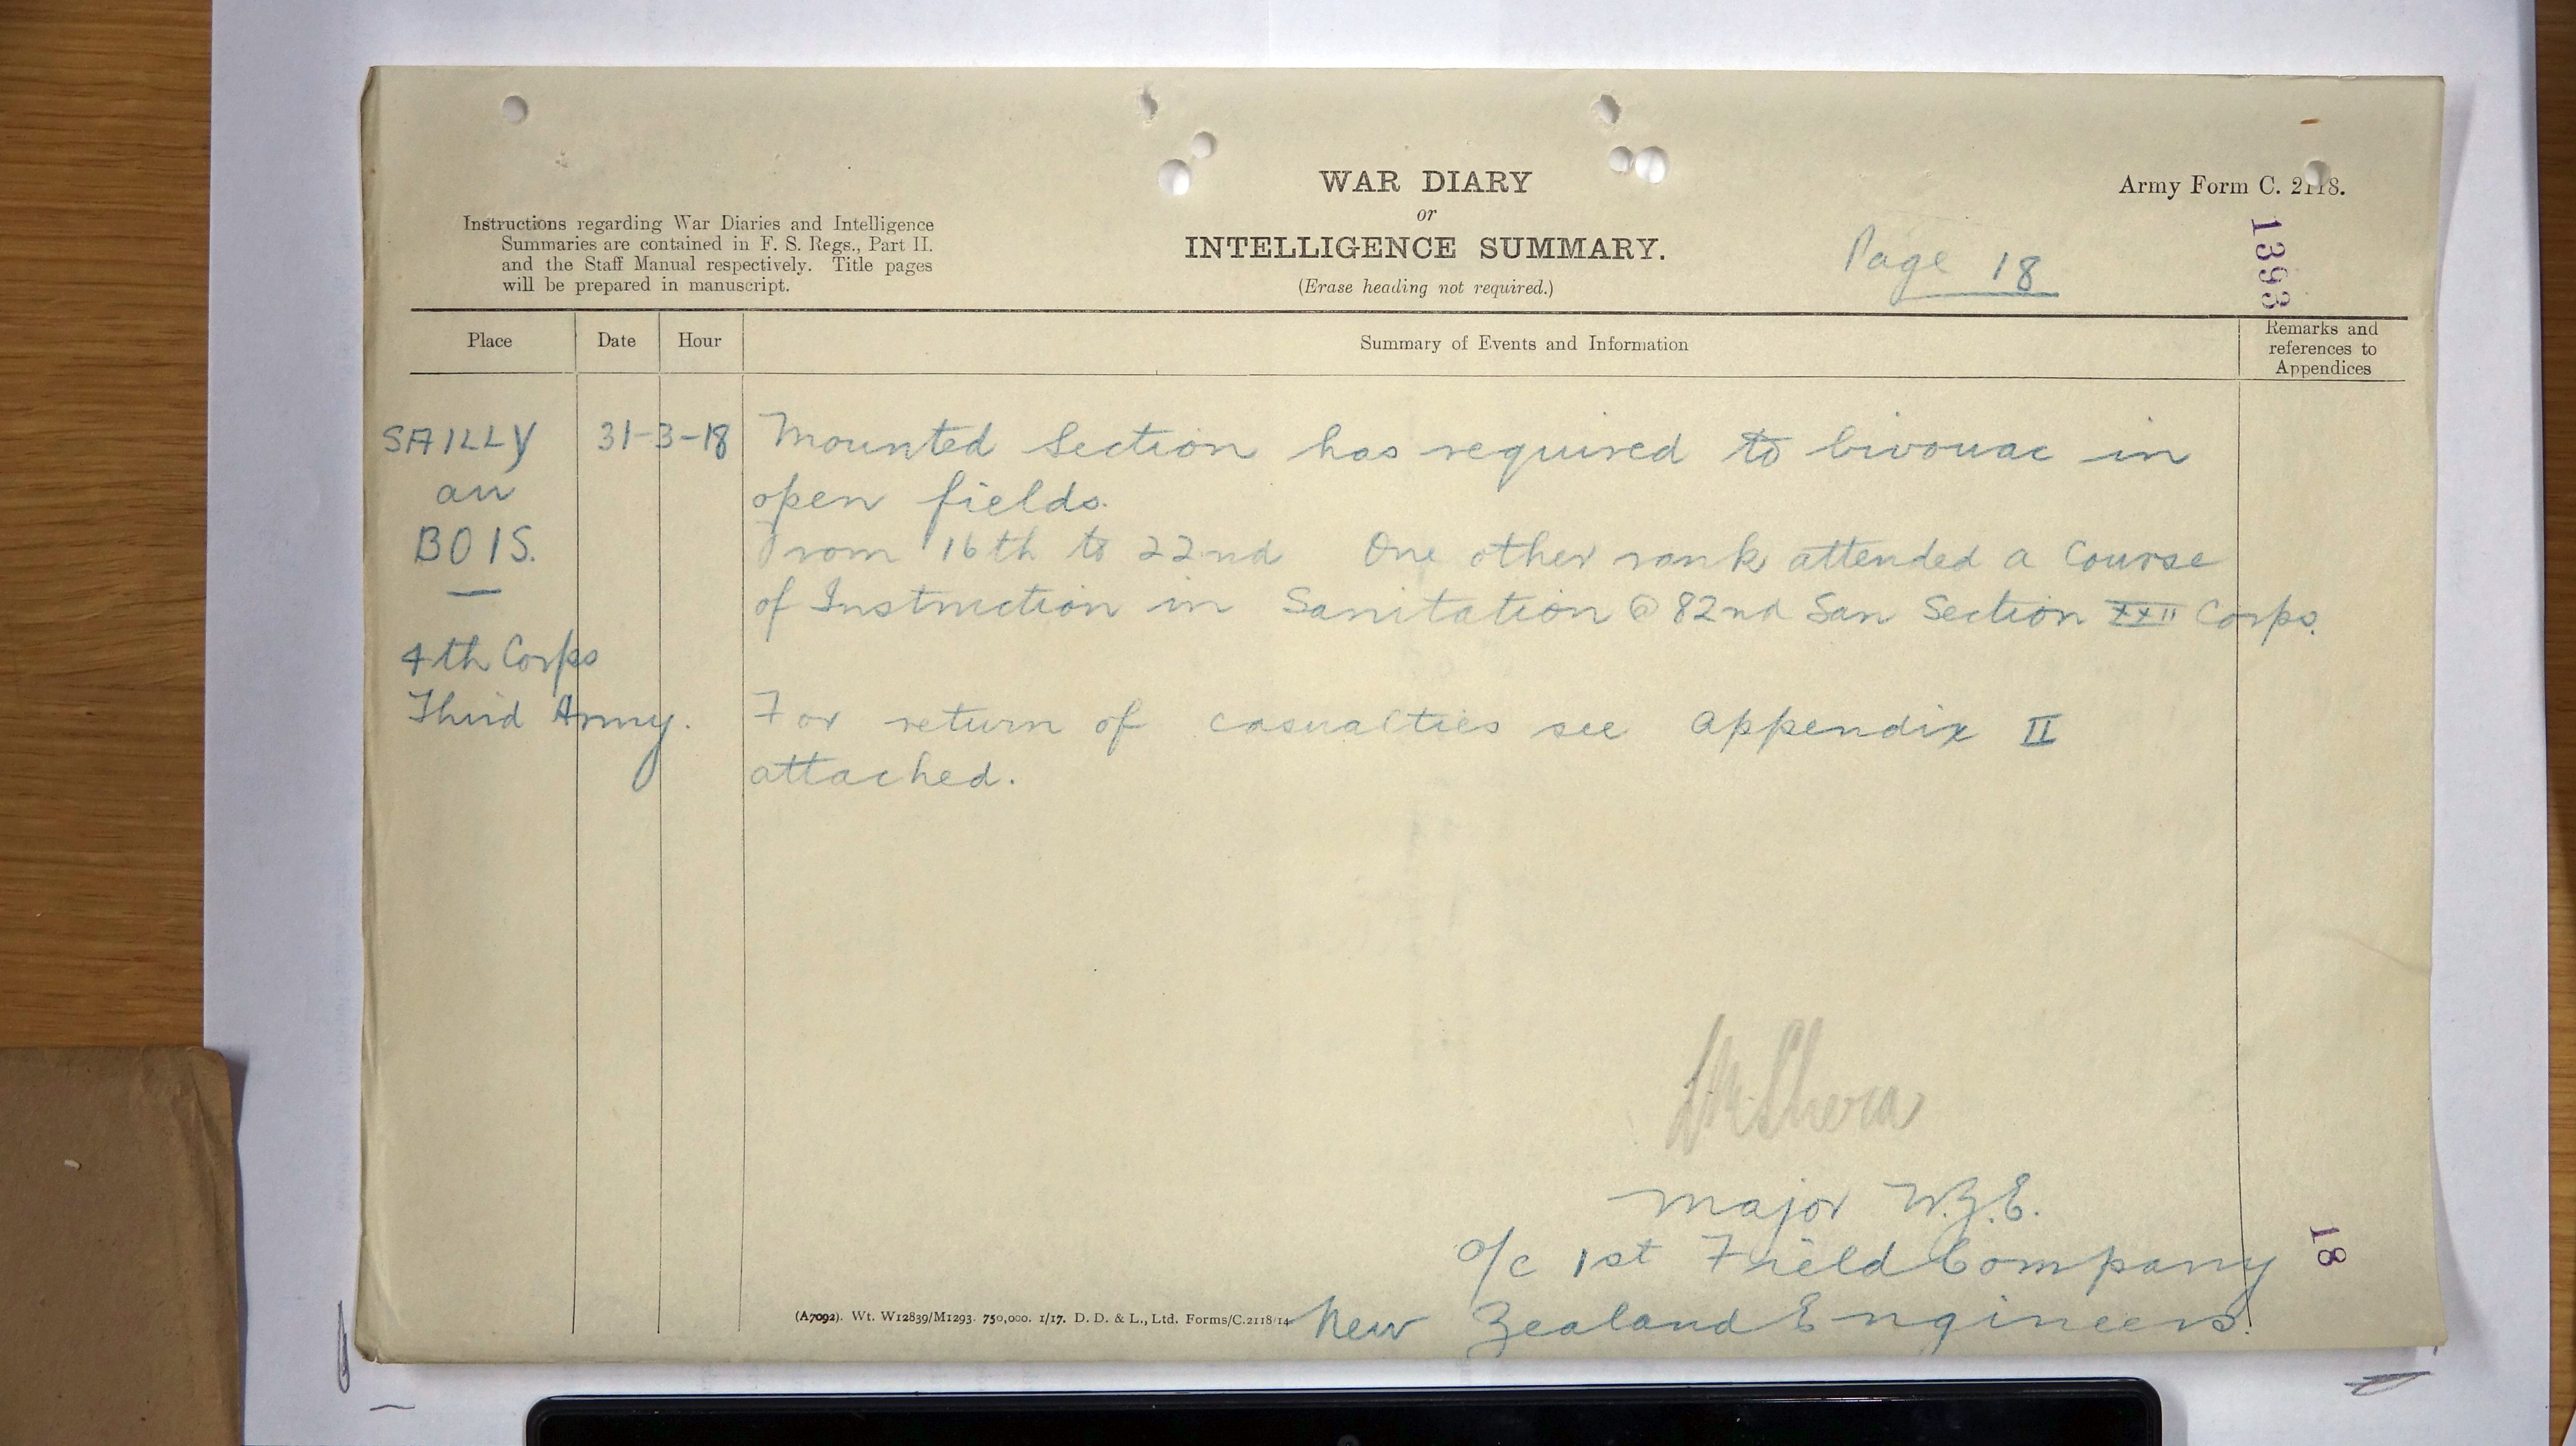 WAR DIARY
or
INTELLIGENCE SUMMARY.
(Erase heading not required.)
Army Form C. 2118.
Instructions regarding War Diaries and Intelligence
Summaries are contained in F. S. Regs., Part II.
and the Staff Manual respectively. Title pages
will be prepared in manuscript.
Page 18
1393
Place
Date
Hour
Summary of Events and Information
Remarks and
references to
Appendices
SAILLY
au
BOIS.
4th Corps
Third Army.
31-3-18
Mounted Section has required to bivouac in
open fields.
From 16th to 22nd One other rank attended a Course
of Instruction in Sanitation @ 82nd San Section XXII Corps.
For return of casualties see appendix II
attached.
LM Shera
Major N.Z.E.
o/c 1st Field Company
New Zealand Engineers.
18
(A7092). Wt. W12839/M1293. 750,000. 1/17. D. D. & L., Ltd. Forms/C.2118/14